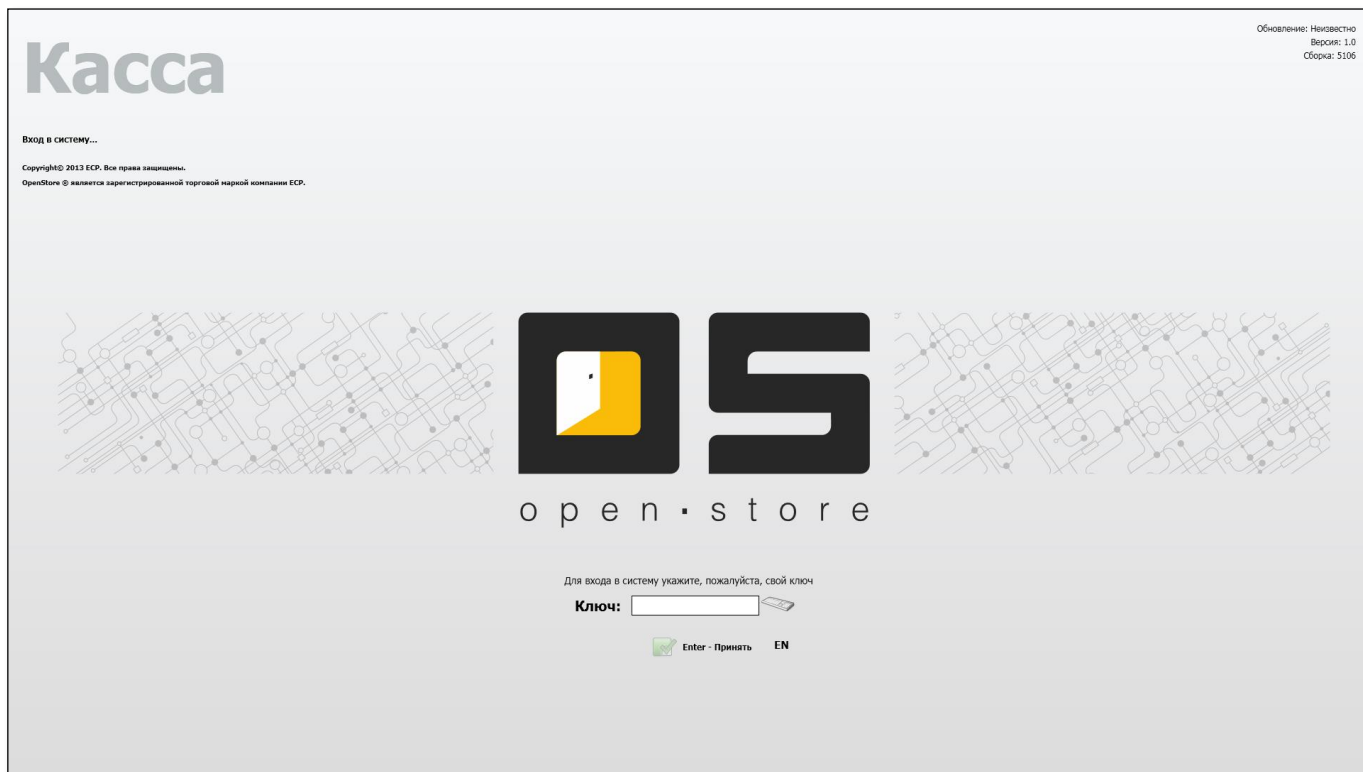 Касса
Обновление: Неизвестно
Версия: 1.0
Сборка: 5106
Вход в систему...
Copyright© 2013 ECP. Все права защищены.
OpenStore ® является зарегистрированной торговой маркой компании ECP.
open·store
Для входа в систему укажите, пожалуйста, свой ключ
Ключ:
Enter - Принять EN